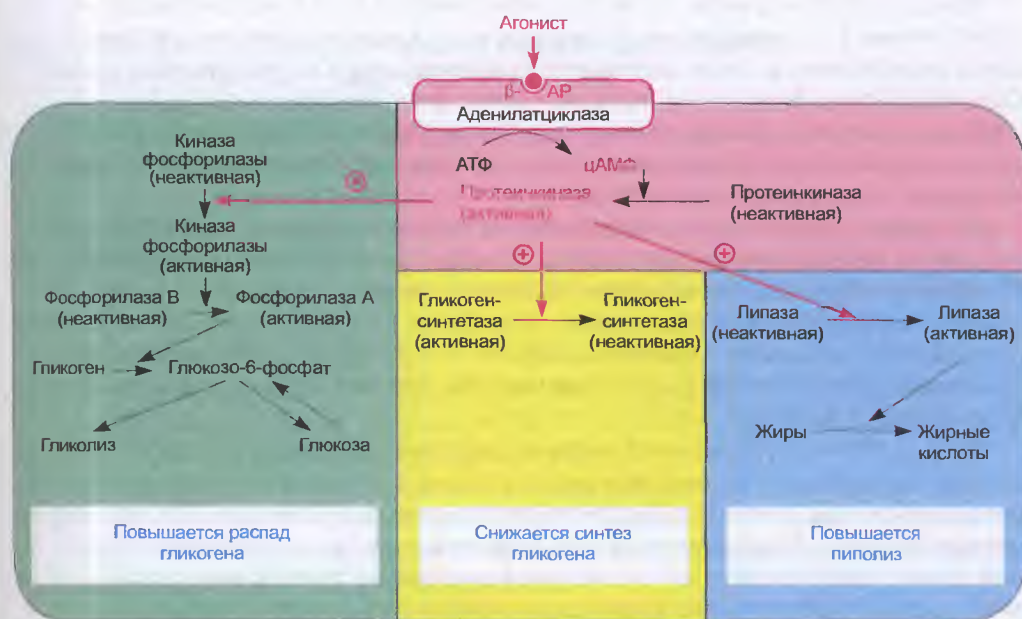 Агонист
β- АР
Аденилатциклаза
АТФ
цАМФ
Протеинкиназа
(активная)
Протеинкиназа
(неактивная)
Киназа
фосфорилазы
(неактивная)
Киназа
фосфорилазы
(активная)
Фосфорилаза В
(неактивная)
Фосфорилаза А
(активная)
Гликоген
Глюкозо-6-фосфат
Гликолиз
Глюкоза
Повышается распад
гликогена
Гликоген-
синтетаза
(активная)
Гликоген-
синтетаза
(неактивная)
Снижается синтез
гликогена
Липаза
(неактивная)
Липаза
(активная)
Жиры
Жирные
кислоты
Повышается
пиполиз